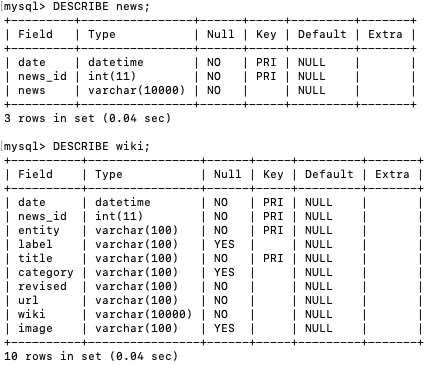 [mysql> DESCRIBE news;
+---------+----------------+------+-----+---------+-------+
| Field   | Type           | Null | Key | Default | Extra |
+---------+----------------+------+-----+---------+-------+
| date    | datetime       | NO   | PRI | NULL    |       |
| news_id | int(11)        | NO   | PRI | NULL    |       |
| news    | varchar(10000) | NO   |     | NULL    |       |
+---------+----------------+------+-----+---------+-------+
3 rows in set (0.04 sec)
[mysql> DESCRIBE wiki;
+----------+----------------+------+-----+---------+-------+
| Field    | Type           | Null | Key | Default | Extra |
+----------+----------------+------+-----+---------+-------+
| date     | datetime       | NO   | PRI | NULL    |       |
| news_id  | int(11)        | NO   | PRI | NULL    |       |
| entity   | varchar(100)   | NO   | PRI | NULL    |       |
| label    | varchar(100)   | YES  |     | NULL    |       |
| title    | varchar(100)   | NO   | PRI | NULL    |       |
| category | varchar(100)   | YES  |     | NULL    |       |
| revised  | varchar(100)   | NO   |     | NULL    |       |
| url      | varchar(100)   | NO   |     | NULL    |       |
| wiki     | varchar(10000) | NO   |     | NULL    |       |
| image    | varchar(100)   | YES  |     | NULL    |       |
+----------+----------------+------+-----+---------+-------+
10 rows in set (0.04 sec)